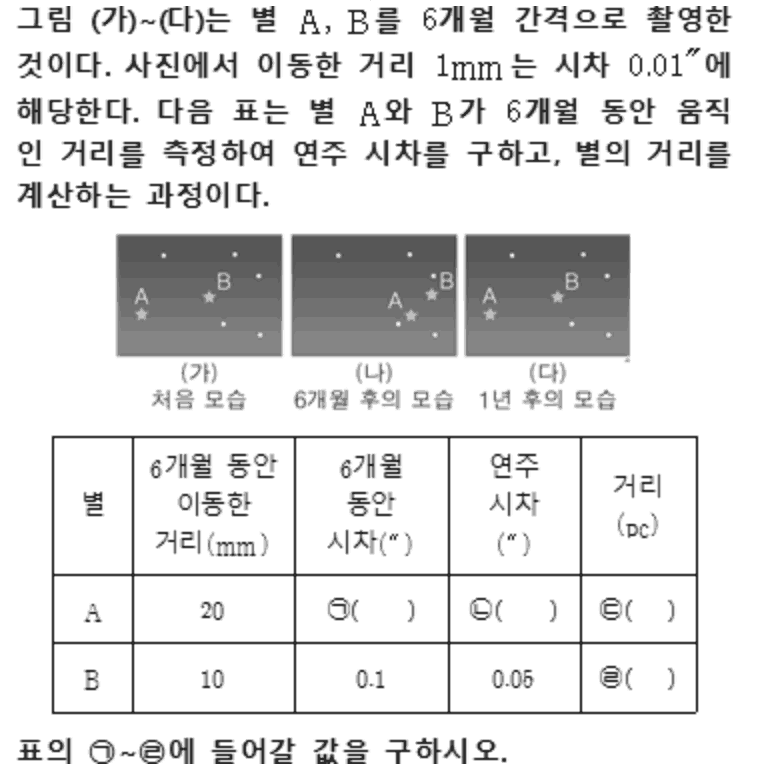 그림 (가)~(다)는 별 A, B를 6개월 간격으로 촬영한
것이다. 사진에서 이동한 거리 1mm는 시차 0.01″에
해당한다. 다음 표는 별 A와 B가 6개월 동안 움직
인 거리를 측정하여 연주 시차를 구하고, 별의 거리를
계산하는 과정이다.
A B
A B
A B
(가) (나) (다)
처음 모습 6개월 후의 모습 1년 후의 모습
별 6개월 동안 이동한 거리(mm) 6개월 동안 시차(″) 연주 시차(″) 거리(pc)
A 20 ㉠( ) ㉡( ) ㉢( )
B 10 0.1 0.05 ㉣( )
표의 ㉠~㉣에 들어갈 값을 구하시오.